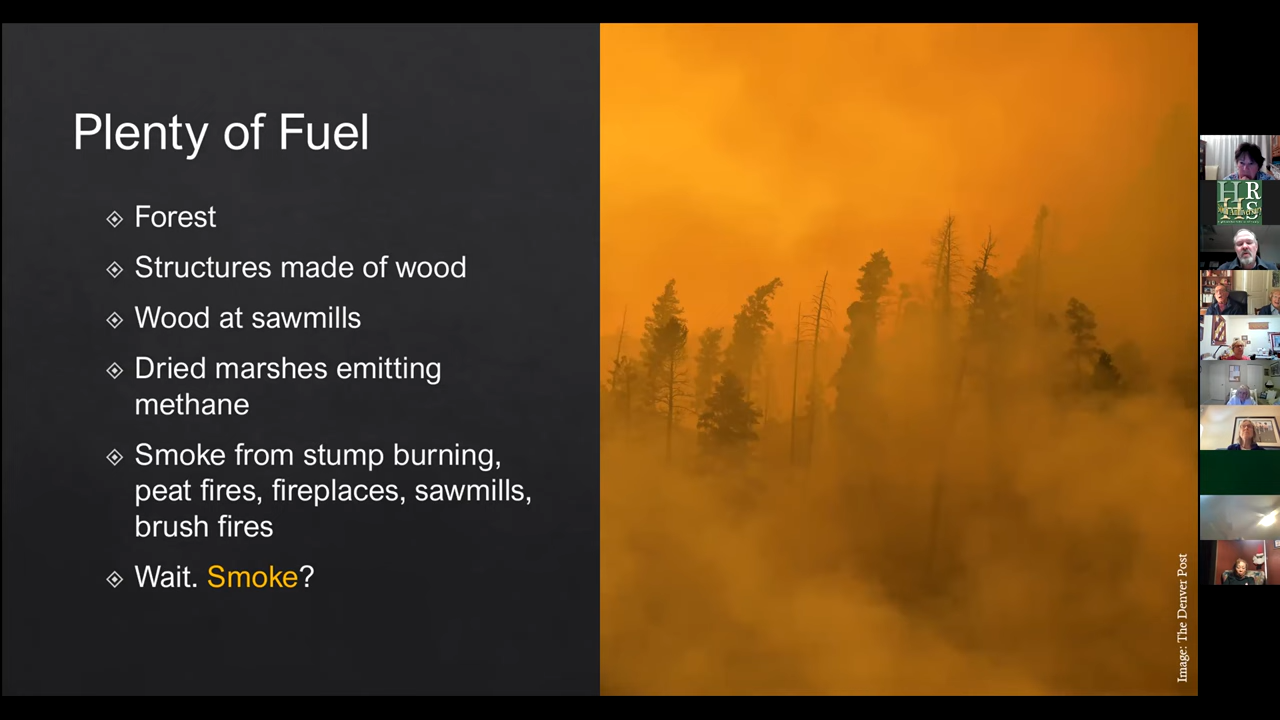 Plenty of Fuel
Forest
Structures made of wood
Wood at sawmills
Dried marshes emitting
methane
Smoke from stump burning,
peat fires, fireplaces, sawmills,
brush fires
Wait. Smoke?
Image: The Denver Post
HR
HS